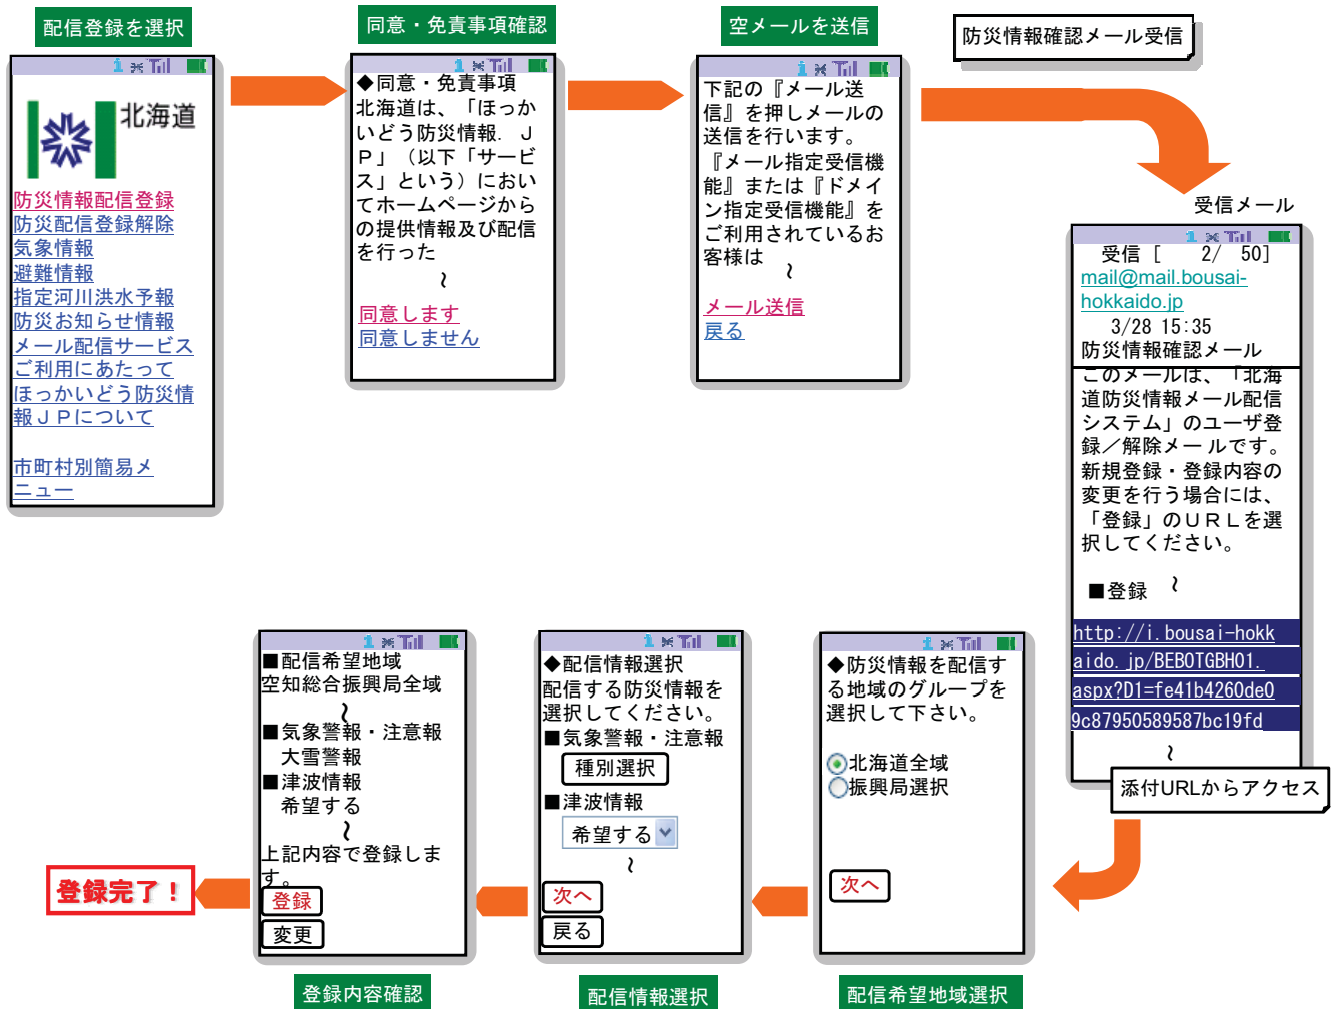 配信登録を選択
北海道
防災情報配信登録
防災配信登録解除
気象情報
避難情報
指定河川洪水予報
防災お知らせ情報
メール配信サービス
ご利用にあたって
ほっかいどう防災情
報ＪＰについて
市町村別簡易メ
ニュー
同意・免責事項確認
◆同意・免責事項
北海道は、「ほっか
いどう防災情報．Ｊ
Ｐ」（以下「サービ
ス」という）におい
てホームページから
の提供情報及び配信
を行った
～
同意します
同意しません
空メールを送信
下記の『メール送
信』を押しメールの
送信を行います。
『メール指定受信機
能』または『ドメイ
ン指定受信機能』を
ご利用されているお
客様は
～
メール送信
戻る
防災情報確認メール受信
受信メール
受信［ 2/ 50］
mail@mail.bousai-
hokkaido.jp
3/28 15:35
防災情報確認メール
このメールは、「北海
道防災情報メール配信
システム」のユーザ登
録／解除メールです。
新規登録・登録内容の
変更を行う場合には、
「登録」のＵＲＬを選
択してください。
～
■登録
http://i.bousai-hokk
aido.jp/BEBOTGBH01.
aspx?D1=fe41b4260de0
9c87950589587bc19fd
～
添付URLからアクセス
◆防災情報を配信す
る地域のグループを
選択して下さい。
北海道全域
振興局選択
次へ
配信希望地域選択
◆配信情報選択
配信する防災情報を
選択してください。
■気象警報・注意報
種別選択
■津波情報
希望する
～
次へ
戻る
配信情報選択
■配信希望地域
空知総合振興局全域
～
■気象警報・注意報
大雪警報
■津波情報
希望する
～
上記内容で登録しま
す。
登録
変更
登録内容確認
登録完了！